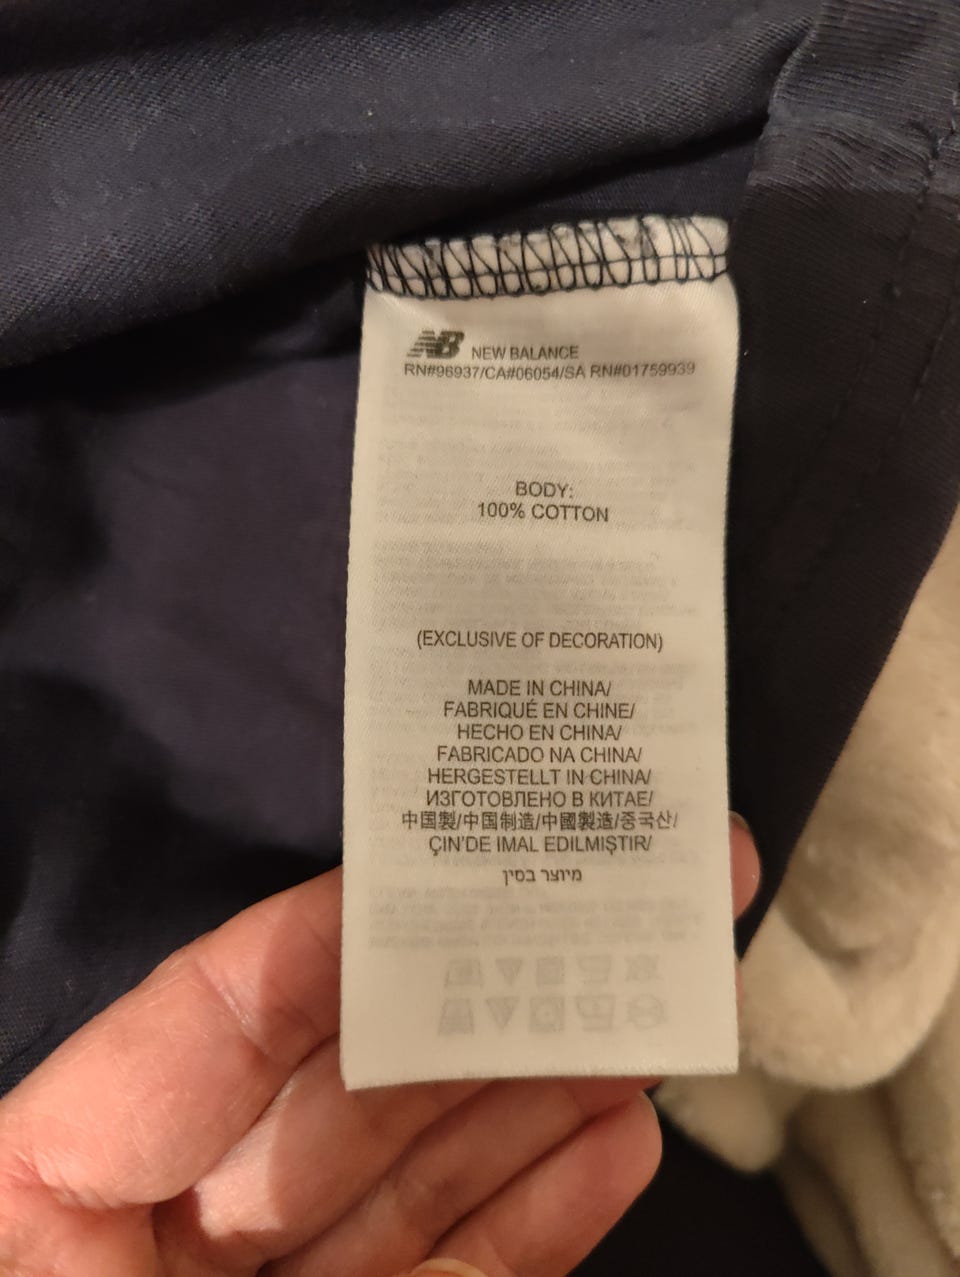 NB NEW BALANCE
RN#96937/CA#06054/SA RN#01759939
BODY:
100% COTTON
(EXCLUSIVE OF DECORATION)
MADE IN CHINA/
FABRIQUÉ EN CHINE/
HECHO EN CHINA/
FABRICADO NA CHINA/
HERGESTELLT IN CHINA/
ИЗГОТОВЛЕНО В КИТАЕ/
中国製/中国制造/中國製造/중국산/
ÇIN'DE IMAL EDILMIŞTIR/
מיוצר בסין